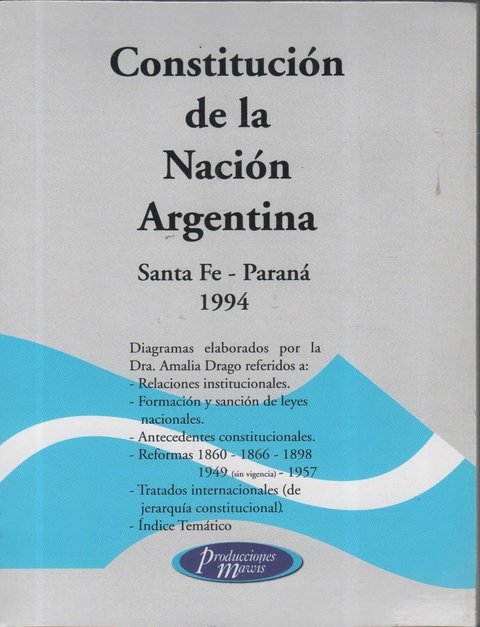 Constitución
de la
Nación
Argentina
Santa Fe - Paraná
1994
Diagramas elaborados por la
Dra. Amalia Drago referidos a:
- Relaciones institucionales.
- Formación y sanción de leyes
nacionales.
- Antecedentes constitucionales.
- Reformas 1860 - 1866 - 1898
1949 (sin vigencia) - 1957
- Tratados internacionales (de
jerarquía constitucional).
- Índice Temático
Producciones
mawis